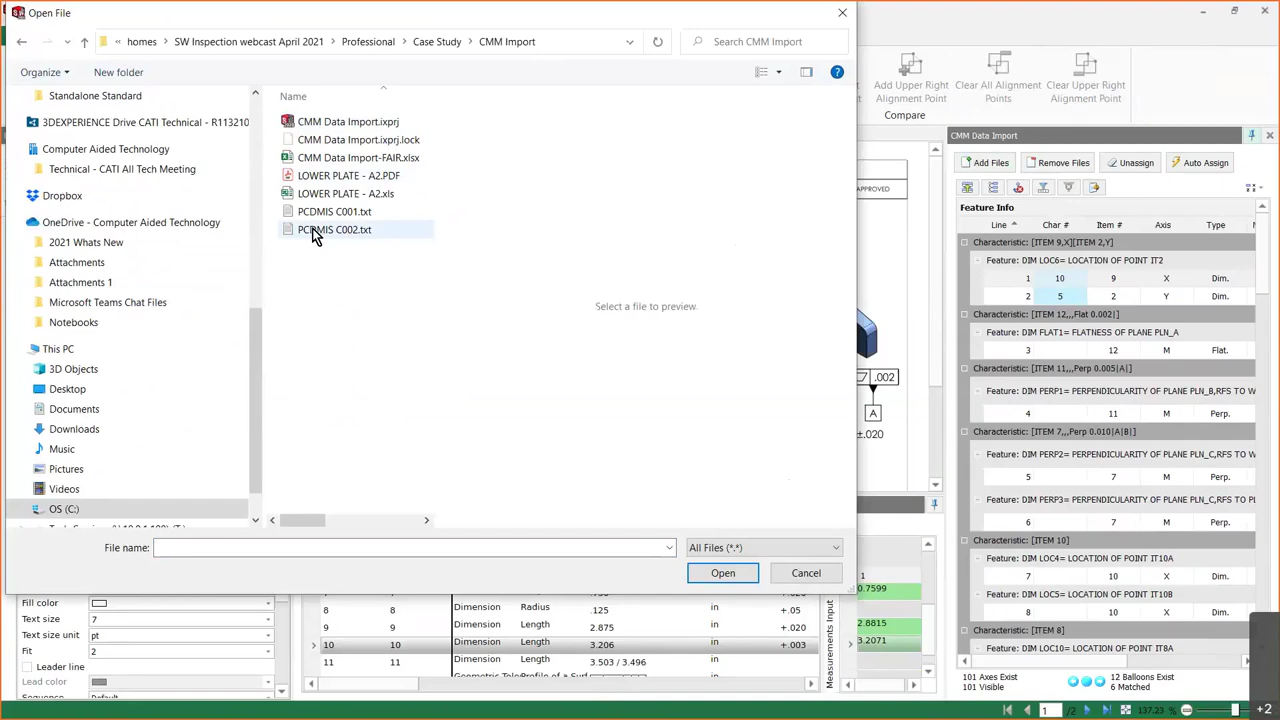 Open File
homes › SW Inspection webcast April 2021 › Professional › Case Study › CMM Import
Search CMM Import
Organize
New folder
Name
Standalone Standard
3DEXPERIENCE Drive CATI Technical - R113210
Computer Aided Technology
Technical - CATI All Tech Meeting
Dropbox
OneDrive - Computer Aided Technology
2021 Whats New
Attachments
Attachments 1
Microsoft Teams Chat Files
Notebooks
This PC
3D Objects
Desktop
Documents
Downloads
Music
Pictures
Videos
OS (C:)
CMM Data Import.ixprj
CMM Data Import.ixprj.lock
CMM Data Import-FAIR.xlsx
LOWER PLATE - A2.PDF
LOWER PLATE - A2.xls
PCDMIS C001.txt
PCDMIS C002.txt
Select a file to preview.
File name:
All Files (*.*)
Open
Cancel
Add Upper Right
Alignment Point
Clear All Alignment
Points
Clear Upper Right
Alignment Point
Compare
APPROVED
.002
A
±.020
CMM Data Import
Add Files
Remove Files
Unassign
Auto Assign
Feature Info
Line Char # Item # Axis Type
Characteristic: [ITEM 9,X][ITEM 2,Y]
Feature: DIM LOC6= LOCATION OF POINT IT2
1 10 9 X Dim.
2 5 2 Y Dim.
Characteristic: [ITEM 12,,,Flat 0.002|]
Feature: DIM FLAT1= FLATNESS OF PLANE PLN_A
3 12 M Flat.
Characteristic: [ITEM 11,,,Perp 0.005|A|]
Feature: DIM PERP1= PERPENDICULARITY OF PLANE PLN_B,RFS TO W
4 11 M Perp.
Characteristic: [ITEM 7,,,Perp 0.010|A|B|]
Feature: DIM PERP2= PERPENDICULARITY OF PLANE PLN_C,RFS TO W
5 7 M Perp.
Feature: DIM PERP3= PERPENDICULARITY OF PLANE PLN_C,RFS TO W
6 7 M Perp.
Characteristic: [ITEM 10]
Feature: DIM LOC4= LOCATION OF POINT IT10A
7 10 X Dim.
Feature: DIM LOC5= LOCATION OF POINT IT10B
8 10 X Dim.
Characteristic: [ITEM 8]
Feature: DIM LOC10= LOCATION OF POINT IT8A
101 Axes Exist
101 Visible
12 Balloons Exist
6 Matched
Fill color
Text size 7
Text size unit pt
Fit 2
Leader line
Lead color
8 8 Dimension Radius .125 in +.05
9 9 Dimension Length 2.875 in +.020
10 10 Dimension Length 3.206 in +.003
11 11 Dimension Length 3.503 / 3.496 in
Measurements Input
1
0.7599
2.8815
3.2071
1 /2
137.23 %
+2